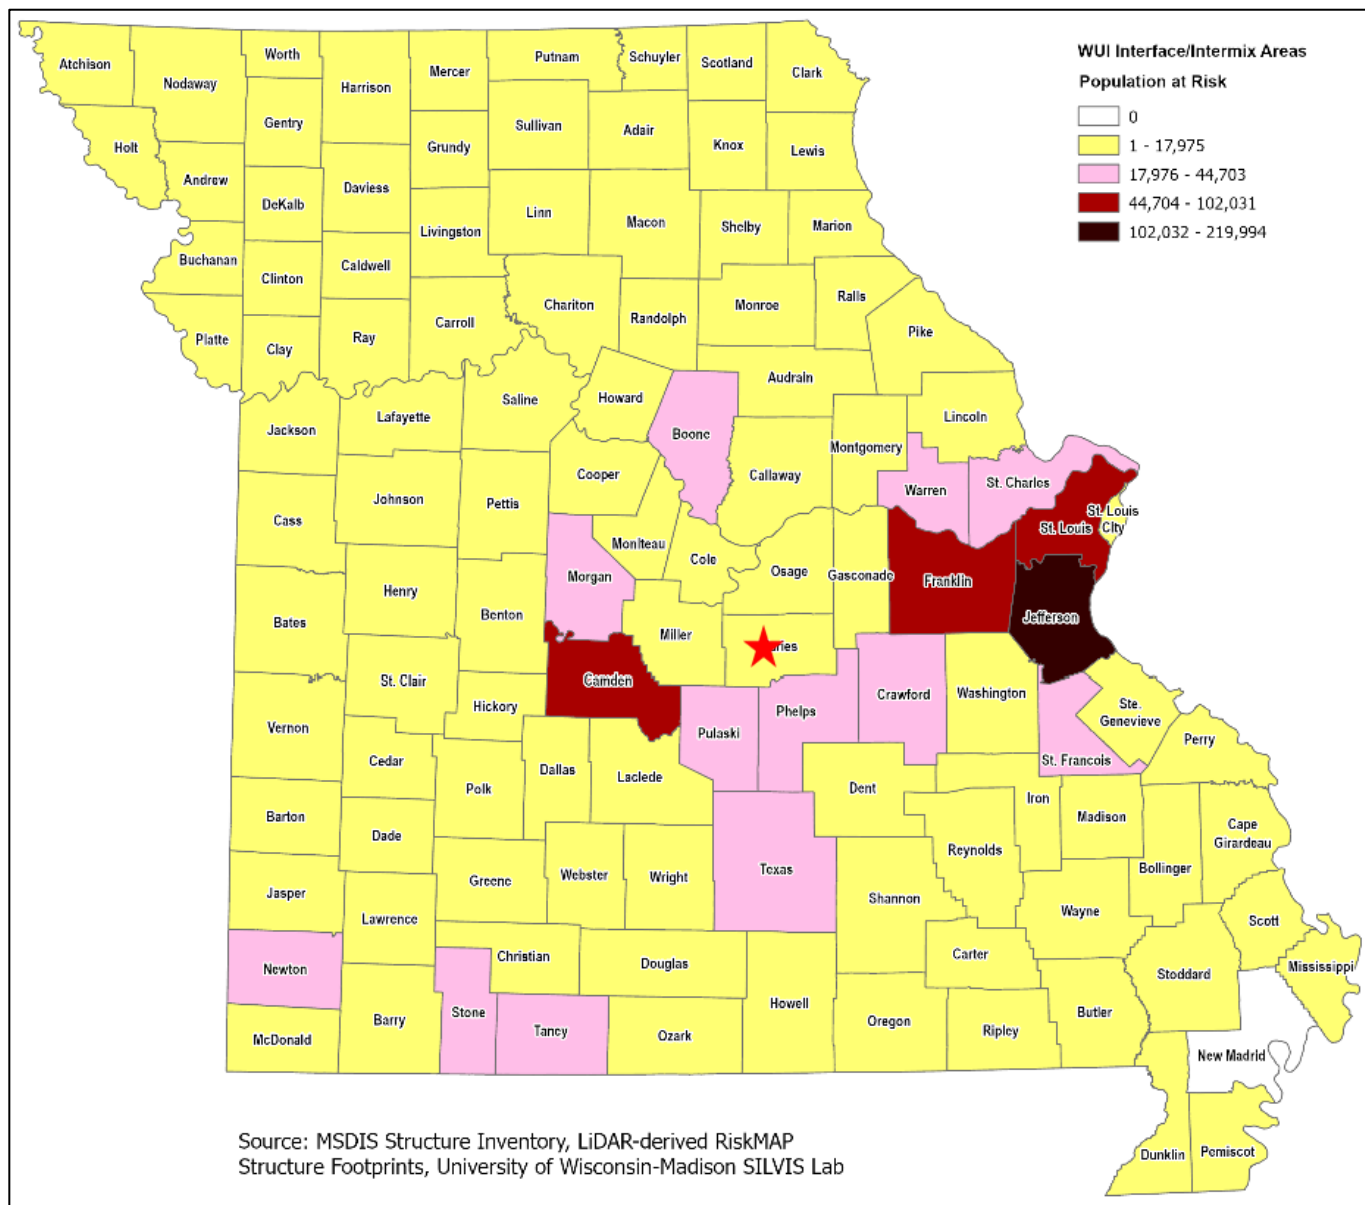 WUI Interface/Intermix Areas
Population at Risk
0
1 - 17,975
17,976 - 44,703
44,704 - 102,031
102,032 - 219,994
Atchison
Nodaway
Worth
Harrison
Mercer
Putnam
Schuyler
Scotland
Clark
Holt
Gentry
Sullivan
Adair
Knox
Lewis
Andrew
DeKalb
Daviess
Grundy
Livingston
Linn
Macon
Shelby
Marion
Buchanan
Clinton
Caldwell
Chariton
Randolph
Monroe
Ralls
Pike
Platte
Clay
Ray
Carroll
Audrain
Lincoln
Jackson
Lafayette
Saline
Howard
Boone
Callaway
Montgomery
Warren
St. Charles
St. Louis
St. Louis
City
Cass
Johnson
Pettis
Cooper
Moniteau
Cole
Osage
Gasconade
Franklin
Jefferson
Bates
Henry
Benton
Morgan
Miller
ries
Camden
St. Clair
Hickory
Pulaski
Phelps
Crawford
Washington
Ste.
Genevieve
St. Francois
Perry
Vernon
Cedar
Polk
Dallas
Laclede
Dent
Iron
Madison
Cape
Girardeau
Barton
Dade
Greene
Webster
Wright
Texas
Shannon
Reynolds
Bollinger
Jasper
Lawrence
Christian
Douglas
Howell
Carter
Wayne
Scott
Stoddard
Mississippi
Newton
McDonald
Barry
Stone
Taney
Ozark
Oregon
Ripley
Butler
New Madrid
Dunklin
Pemiscot
Source: MSDIS Structure Inventory, LiDAR-derived RiskMAP
Structure Footprints, University of Wisconsin-Madison SILVIS Lab